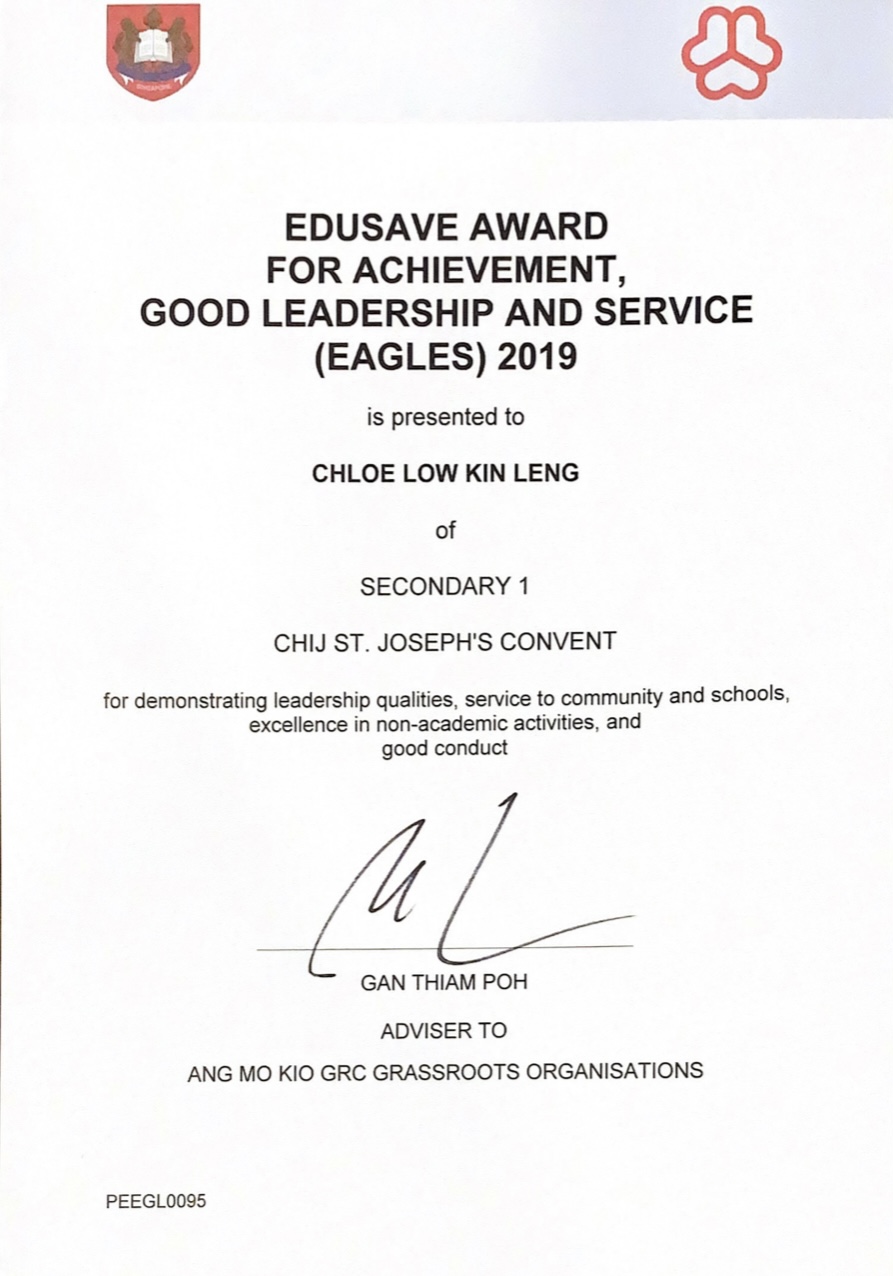 SINGAPORE
EDUSAVE AWARD
FOR ACHIEVEMENT,
GOOD LEADERSHIP AND SERVICE
(EAGLES) 2019
is presented to
CHLOE LOW KIN LENG
of
SECONDARY 1
CHIJ ST. JOSEPH'S CONVENT
for demonstrating leadership qualities, service to community and schools,
excellence in non-academic activities, and
good conduct
GAN THIAM POH
ADVISER TO
ANG MO KIO GRC GRASSROOTS ORGANISATIONS
PEEGL0095